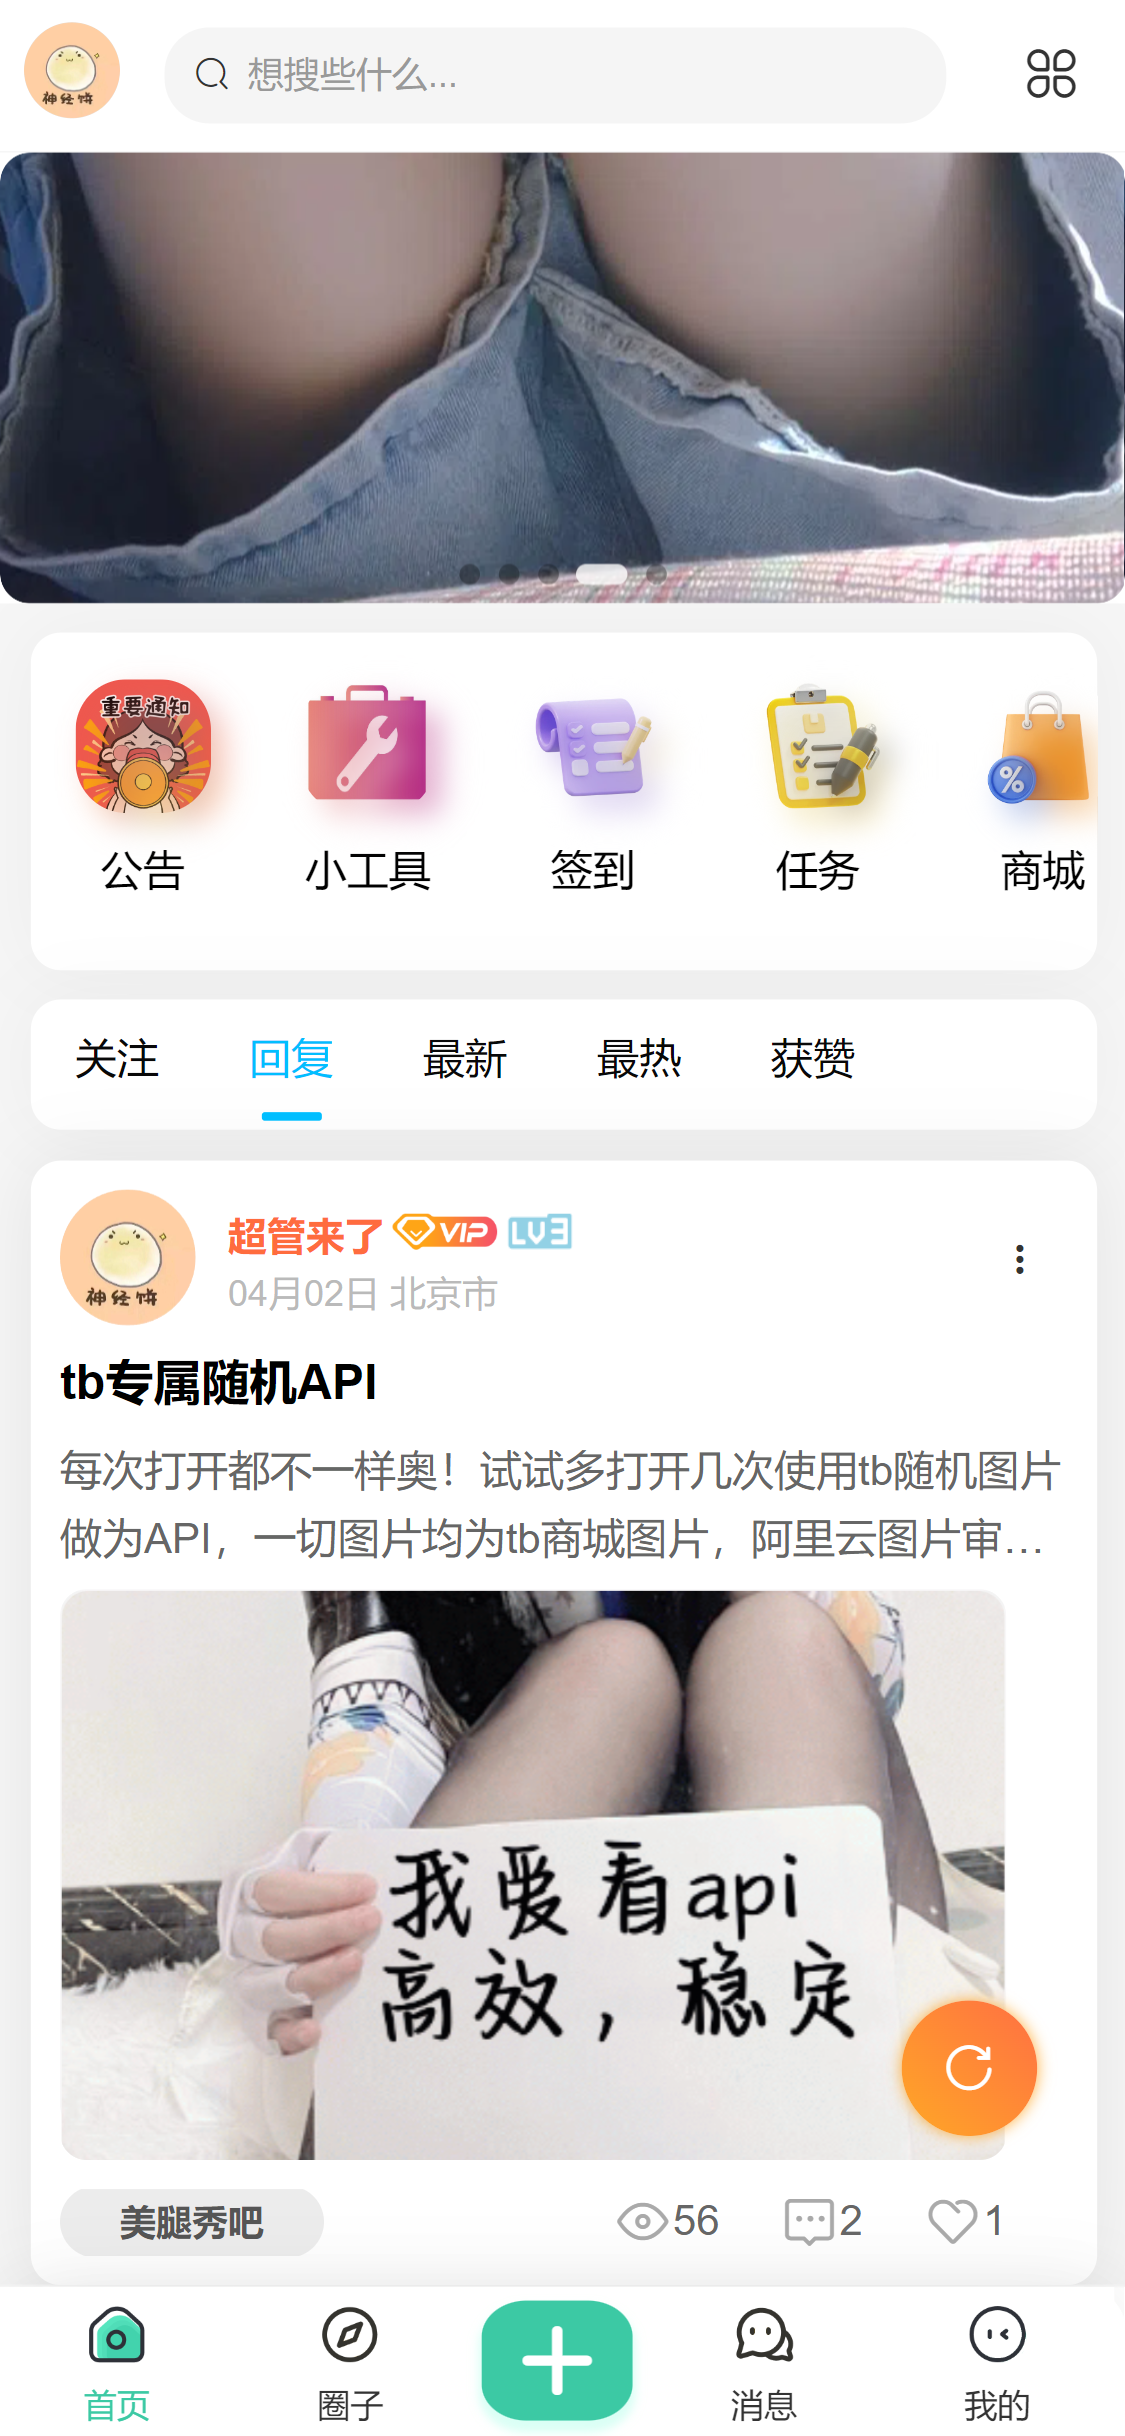 神经饼
想搜些什么...
重要通知
公告
小工具
签到
任务
商城
关注
回复
最新
最热
获赞
神经饼
超管来了 VIP LV3
04月02日 北京市
tb专属随机API
每次打开都不一样奥！试试多打开几次使用tb随机图片
做为API，一切图片均为tb商城图片，阿里云图片审...
我爱看api
高效，稳定
美腿秀吧
56
2
1
首页
圈子
消息
我的